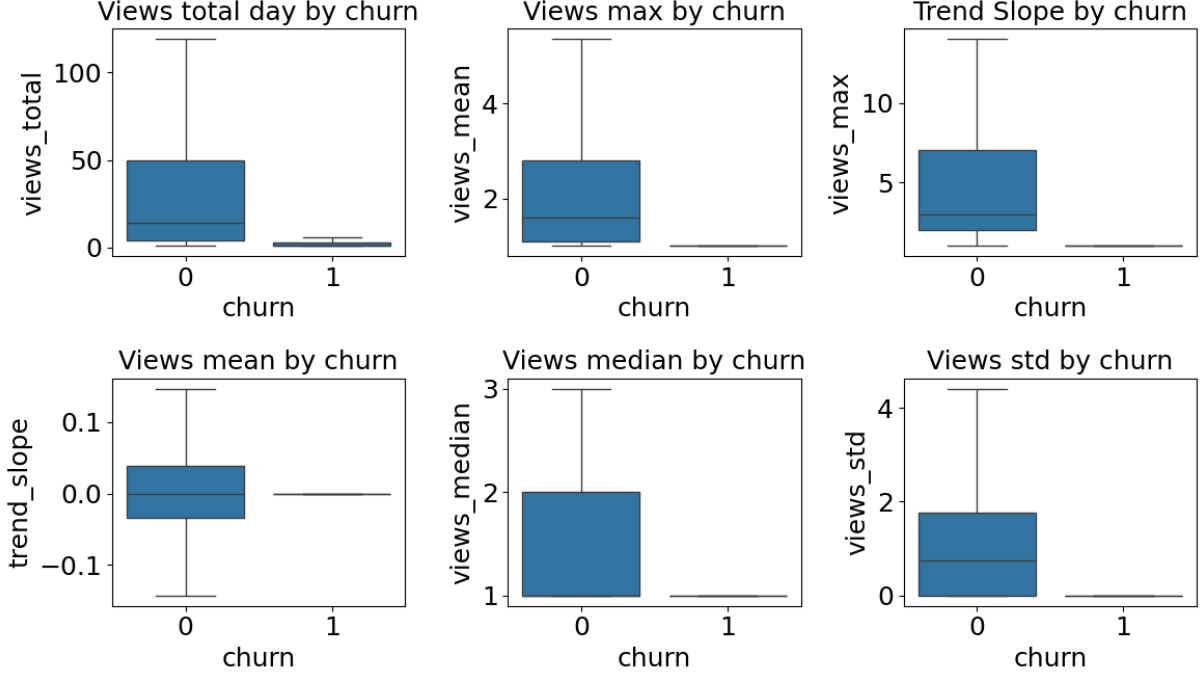 Views total day by churn
views_total
100
50
0
0 1
churn
Views max by churn
views_mean
4
2
0 1
churn
Trend Slope by churn
views_max
10
5
0 1
churn
Views mean by churn
trend_slope
0.1
0.0
−0.1
0 1
churn
Views median by churn
views_median
3
2
1
0 1
churn
Views std by churn
views_std
4
2
0
0 1
churn